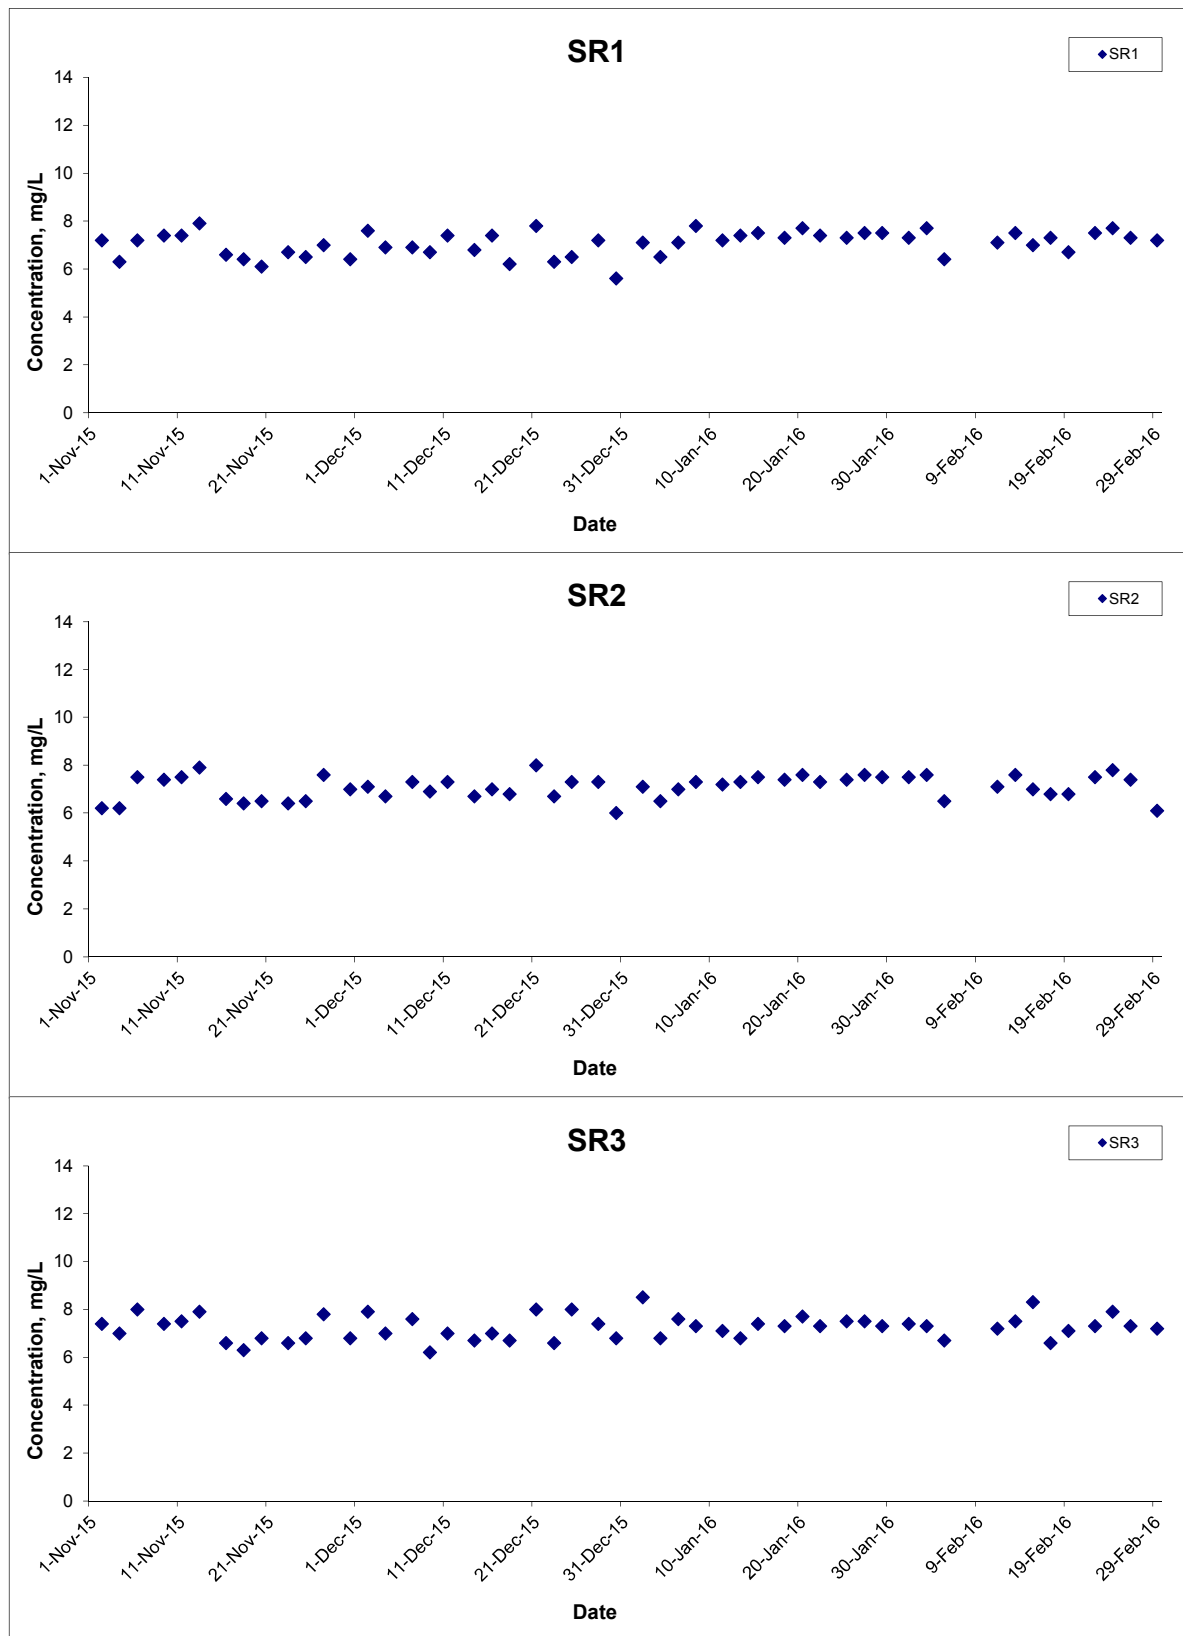 SR1
SR1
14
12
10
8
6
4
2
0
Concentration, mg/L
1-Nov-15
11-Nov-15
21-Nov-15
1-Dec-15
11-Dec-15
21-Dec-15
31-Dec-15
10-Jan-16
20-Jan-16
30-Jan-16
9-Feb-16
19-Feb-16
29-Feb-16
Date
SR2
SR2
14
12
10
8
6
4
2
0
Concentration, mg/L
1-Nov-15
11-Nov-15
21-Nov-15
1-Dec-15
11-Dec-15
21-Dec-15
31-Dec-15
10-Jan-16
20-Jan-16
30-Jan-16
9-Feb-16
19-Feb-16
29-Feb-16
Date
SR3
SR3
14
12
10
8
6
4
2
0
Concentration, mg/L
1-Nov-15
11-Nov-15
21-Nov-15
1-Dec-15
11-Dec-15
21-Dec-15
31-Dec-15
10-Jan-16
20-Jan-16
30-Jan-16
9-Feb-16
19-Feb-16
29-Feb-16
Date